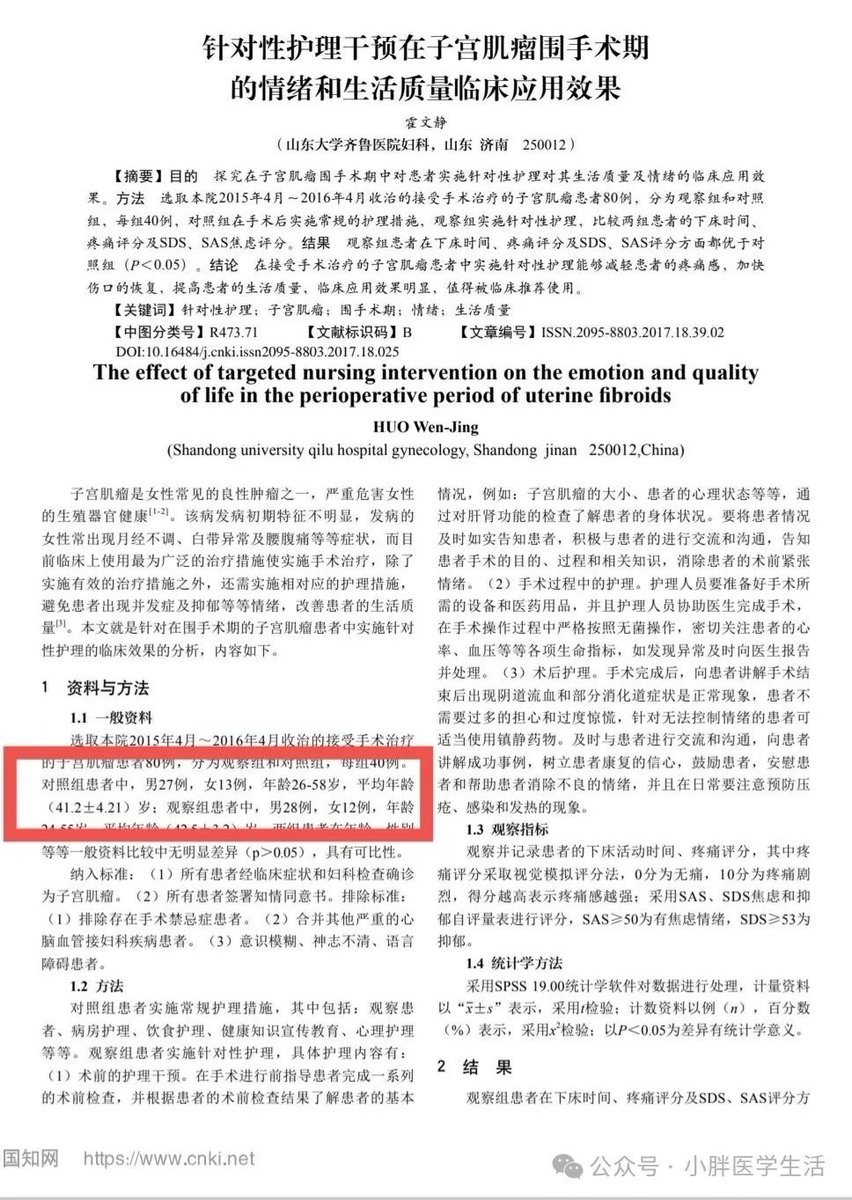 针对性护理干预在子宫肌瘤围手术期
的情绪和生活质量临床应用效果
霍文静
（山东大学齐鲁医院妇科，山东 济南 250012）
【摘要】目的 探究在子宫肌瘤围手术期中对患者实施针对性护理对其生活质量及情绪的临床应用效
果。方法 选取本院2015年4月～2016年4月收治的接受手术治疗的子宫肌瘤患者80例，分为观察组和对照
组，每组40例，对照组在手术后实施常规的护理措施，观察组实施针对性护理，比较两组患者的下床时间、
疼痛评分及SDS、SAS焦虑评分。结果 观察组患者在下床时间、疼痛评分及SDS、SAS评分方面都优于对
照组（P＜0.05）。结论 在接受手术治疗的子宫肌瘤患者中实施针对性护理能够减轻患者的疼痛感，加快
伤口的恢复，提高患者的生活质量，临床应用效果明显，值得被临床推荐使用。
【关键词】针对性护理；子宫肌瘤；围手术期；情绪；生活质量
【中图分类号】R473.71 【文献标识码】B 【文章编号】ISSN.2095-8803.2017.18.39.02
DOI:10.16484/j.cnki.issn2095-8803.2017.18.025
The effect of targeted nursing intervention on the emotion and quality
of life in the perioperative period of uterine fibroids
HUO Wen-Jing
(Shandong university qilu hospital gynecology, Shandong jinan 250012,China)
子宫肌瘤是女性常见的良性肿瘤之一，严重危害女性
的生殖器官健康[1-2]。该病发病初期特征不明显，发病的
女性常出现月经不调、白带异常及腰腹痛等等症状，而目
前临床上使用最为广泛的治疗措施使实施手术治疗，除了
实施有效的治疗措施之外，还需实施相对应的护理措施，
避免患者出现并发症及抑郁等等情绪，改善患者的生活质
量[3]。本文就是针对在围手术期的子宫肌瘤患者中实施针对
性护理的临床效果的分析，内容如下。
1 资料与方法
1.1 一般资料
选取本院2015年4月～2016年4月收治的接受手术治疗
的子宫肌瘤患者80例，分为观察组和对照组，每组40例。
对照组患者中，男27例，女13例，年龄26-58岁，平均年龄
（41.2±4.21）岁；观察组患者中，男28例，女12例，年龄
24-55岁，平均年龄（42.5±3.2）岁，两组患者在年龄、性别
等等一般资料比较中无明显差异（p＞0.05），具有可比性。
纳入标准：（1）所有患者经临床症状和妇科检查确诊
为子宫肌瘤。（2）所有患者签署知情同意书。排除标准：
（1）排除存在手术禁忌症患者。（2）合并其他严重的心
脑血管接妇科疾病患者。（3）意识模糊、神志不清、语言
障碍患者。
1.2 方法
对照组患者实施常规护理措施，其中包括：观察患
者、病房护理、饮食护理、健康知识宣传教育、心理护理
等等。观察组患者实施针对性护理，具体护理内容有：
（1）术前的护理干预。在手术进行前指导患者完成一系列
的术前检查，并根据患者的术前检查结果了解患者的基本
情况，例如：子宫肌瘤的大小、患者的心理状态等等，通
过对肝肾功能的检查了解患者的身体状况。要将患者情况
及时如实告知患者，积极与患者的进行交流和沟通，告知
患者手术的目的、过程和相关知识，消除患者的术前紧张
情绪。（2）手术过程中的护理。护理人员要准备好手术所
需的设备和医药用品，并且护理人员协助医生完成手术，
在手术操作过程中严格按照无菌操作，密切关注患者的心
率、血压等等各项生命指标，如发现异常及时向医生报告
并处理。（3）术后护理。手术完成后，向患者讲解手术结
束后出现阴道流血和部分消化道症状是正常现象，患者不
需要过多的担心和过度惊慌，针对无法控制情绪的患者可
适当使用镇静药物。及时与患者进行交流和沟通，向患者
讲解成功事例，树立患者康复的信心，鼓励患者，安慰患
者和帮助患者消除不良的情绪，并且在日常要注意预防压
疮、感染和发热的现象。
1.3 观察指标
观察并记录患者的下床活动时间、疼痛评分，其中疼
痛评分采取视觉模拟评分法，0分为无痛，10分为疼痛剧
烈，得分越高表示疼痛感越强；采用SAS、SDS焦虑和抑
郁自评量表进行评分，SAS≥50为有焦虑情绪，SDS≥53为
抑郁。
1.4 统计学方法
采用SPSS 19.00统计学软件对数据进行处理，计量资料
以“x̄±s”表示，采用t检验；计数资料以例（n），百分数
（%）表示，采用x²检验；以P＜0.05为差异有统计学意义。
2 结 果
观察组患者在下床时间、疼痛评分及SDS、SAS评分方
国知网 https://www.cnki.net
公众号 · 小胖医学生活